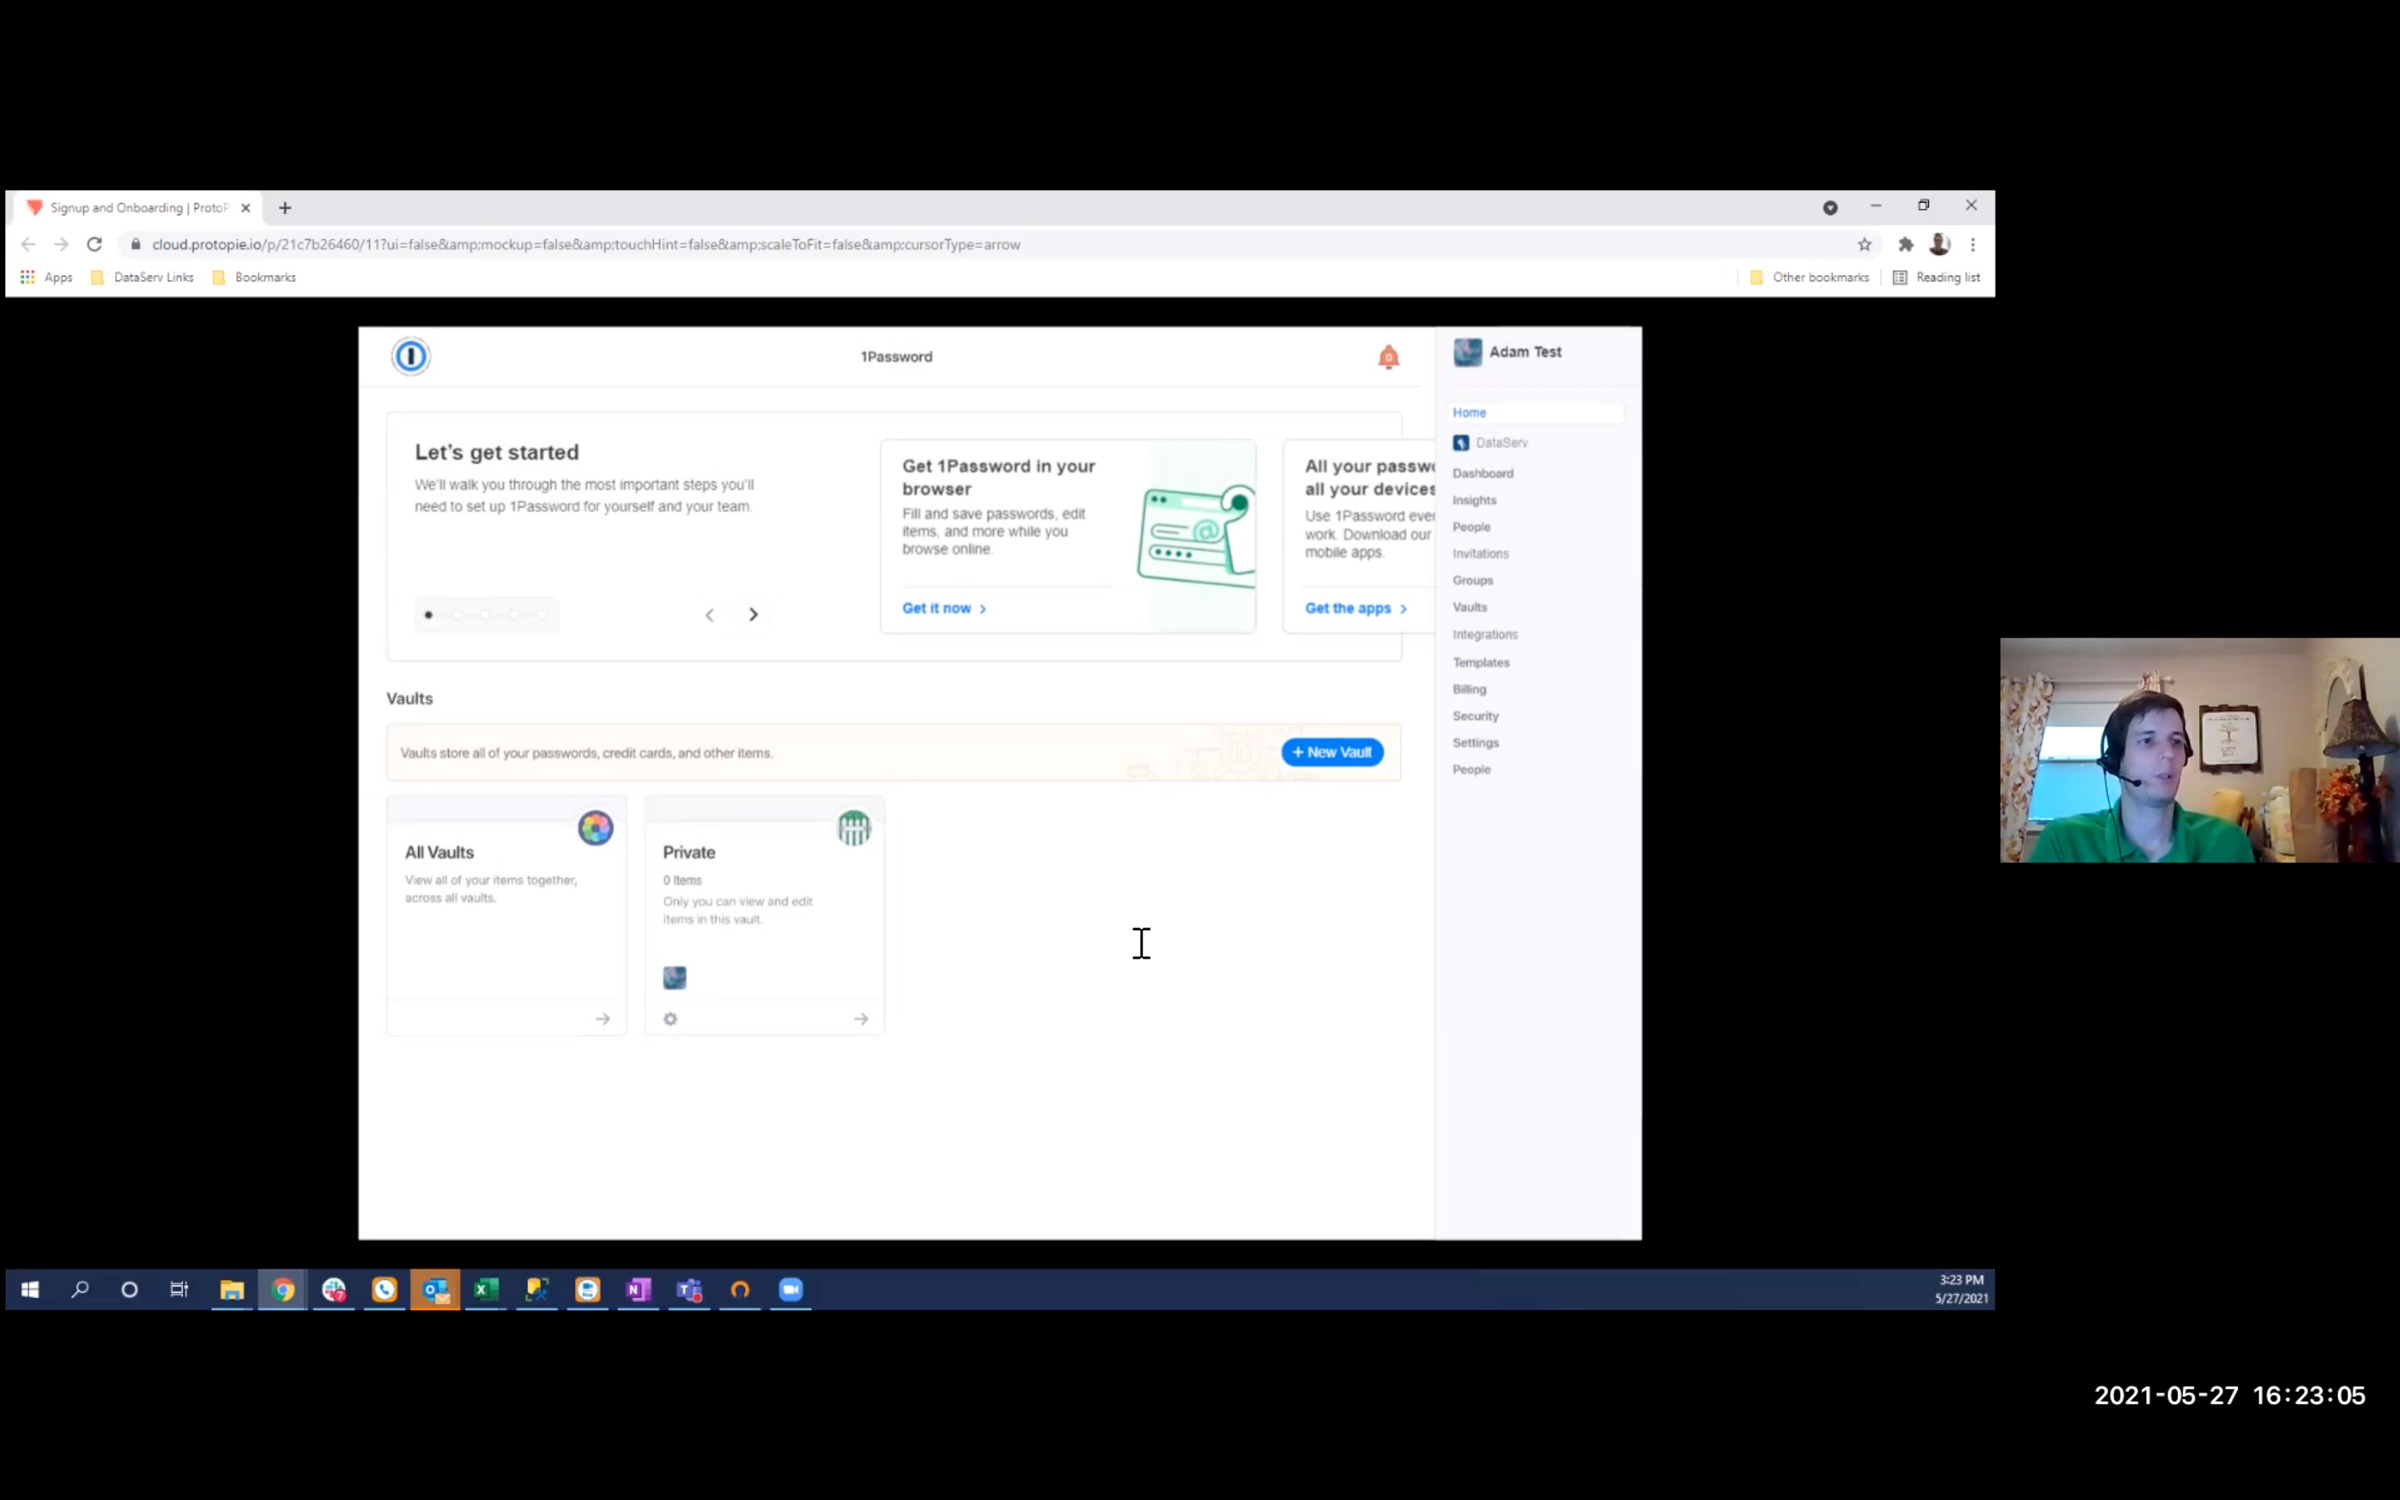 Signup and Onboarding | ProtoP
cloud.protopie.io/p/21c7b26460/11?ui=false&amp;mockup=false&amp;touchHint=false&amp;scaleToFit=false&amp;cursorType=arrow
Apps DataServ Links Bookmarks Other bookmarks Reading list
1Password
Adam Test
Let's get started
We'll walk you through the most important steps you'll
need to set up 1Password for yourself and your team.
Get 1Password in your
browser
Fill and save passwords, edit
items, and more while you
browse online.
Get it now >
All your passw
all your devices
Use 1Password ever
work. Download our
mobile apps.
Get the apps >
Home
DataServ
Dashboard
Insights
People
Invitations
Groups
Vaults
Integrations
Templates
Billing
Security
Settings
People
Vaults
Vaults store all of your passwords, credit cards, and other items.
+ New Vault
All Vaults
View all of your items together,
across all vaults.
Private
0 Items
Only you can view and edit
items in this vault.
3:23 PM
5/27/2021
2021-05-27 16:23:05